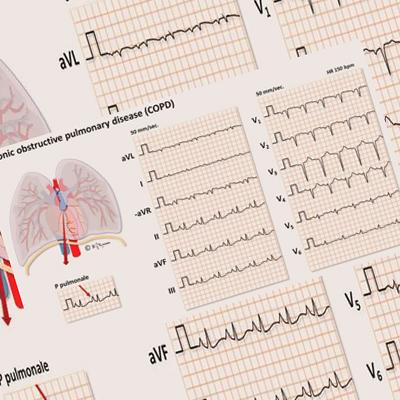 aVL
V1
onic obstructive pulmonary disease (COPD)
50 mm/sec.
aVL
I
-aVR
II
aVF
III
50 mm/sec.
HR 150 bpm
V1
V2
V3
V4
V5
V6
P pulmonale
P pulmonale
aVF
V5
V6